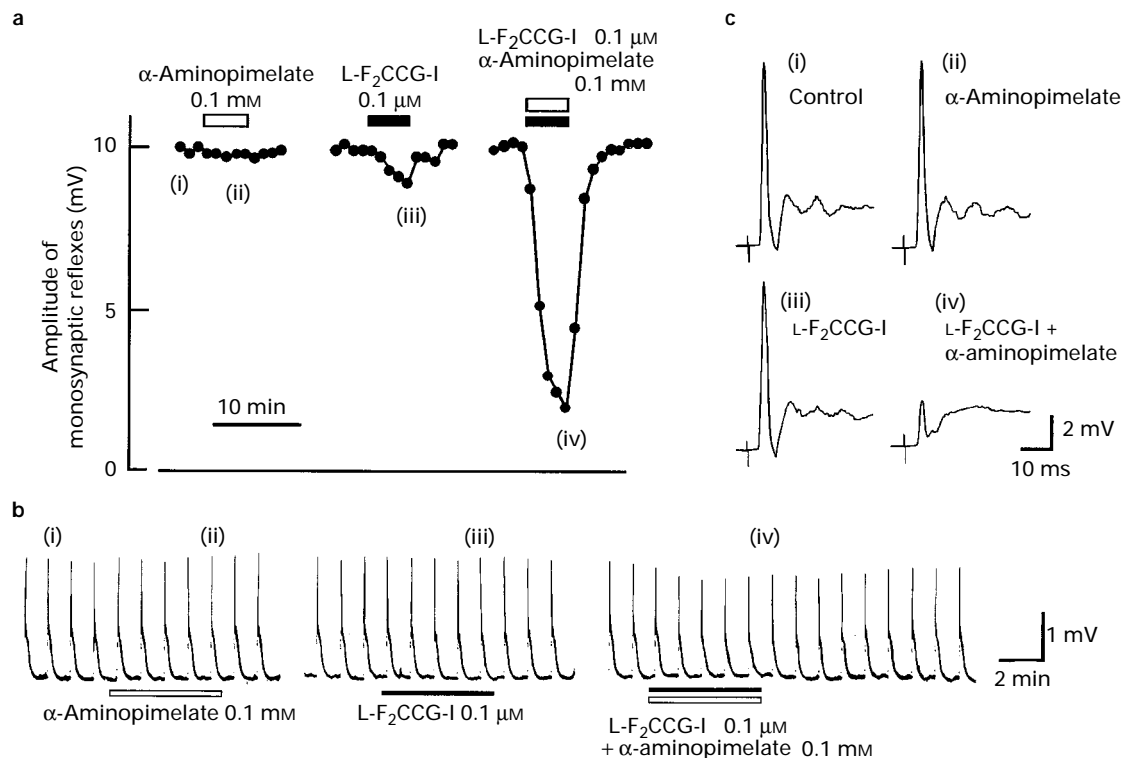 a
α-Aminopimelate
0.1 mM
L-F₂CCG-I
0.1 μM
L-F₂CCG-I 0.1 μM
α-Aminopimelate
0.1 mM
Amplitude of
monosynaptic reflexes (mV)
10
5
0
(i)
(ii)
(iii)
(iv)
10 min
c
(i)
Control
(ii)
α-Aminopimelate
(iii)
L-F₂CCG-I
(iv)
L-F₂CCG-I +
α-aminopimelate
2 mV
10 ms
b
(i)
(ii)
(iii)
(iv)
α-Aminopimelate 0.1 mM
L-F₂CCG-I 0.1 μM
L-F₂CCG-I 0.1 μM
+ α-aminopimelate 0.1 mM
1 mV
2 min